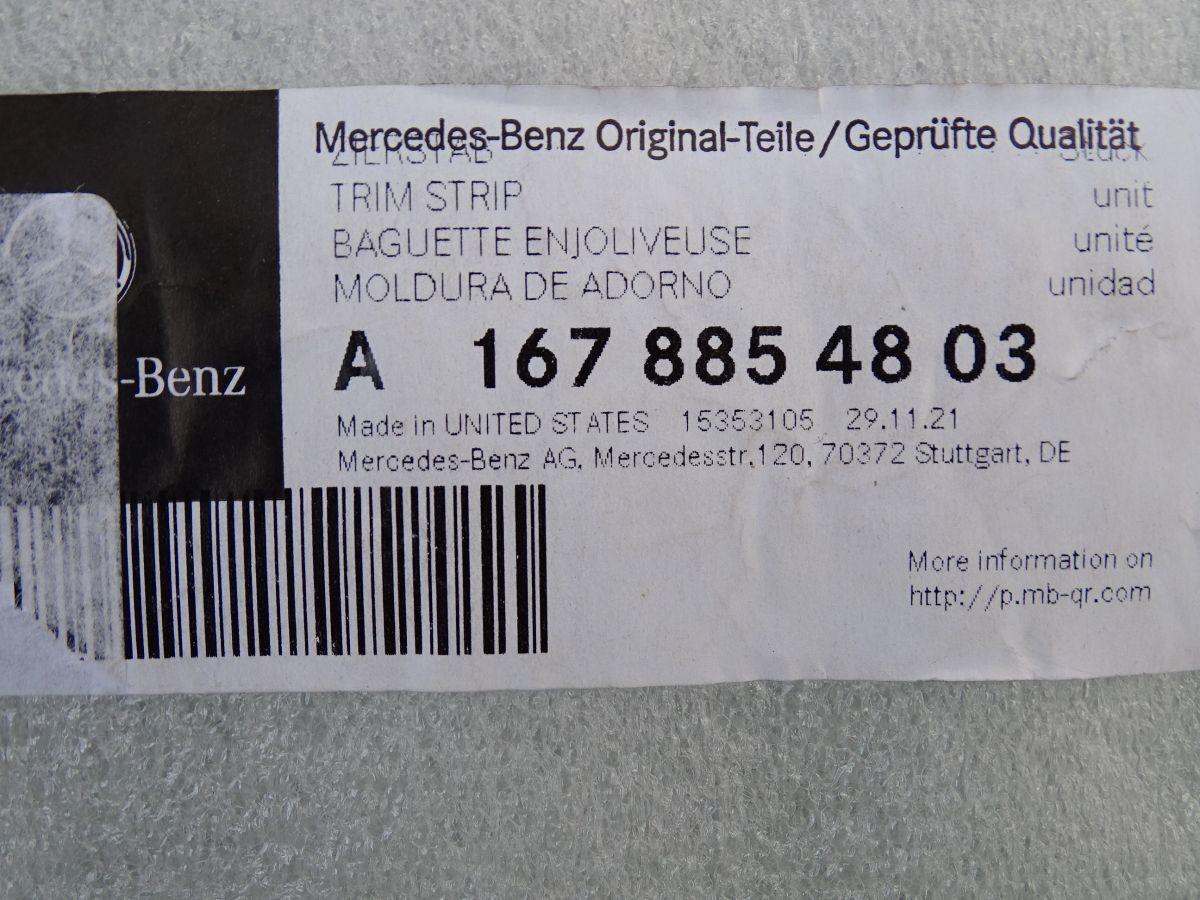 Mercedes-Benz Original-Teile/Geprüfte Qualität
ZIERSTAB Stück
TRIM STRIP unit
BAGUETTE ENJOLIVEUSE unité
MOLDURA DE ADORNO unidad
A 167 885 48 03
-Benz
Made in UNITED STATES 15353105 29.11.21
Mercedes-Benz AG, Mercedesstr.120, 70372 Stuttgart, DE
More information on
http://p.mb-qr.com